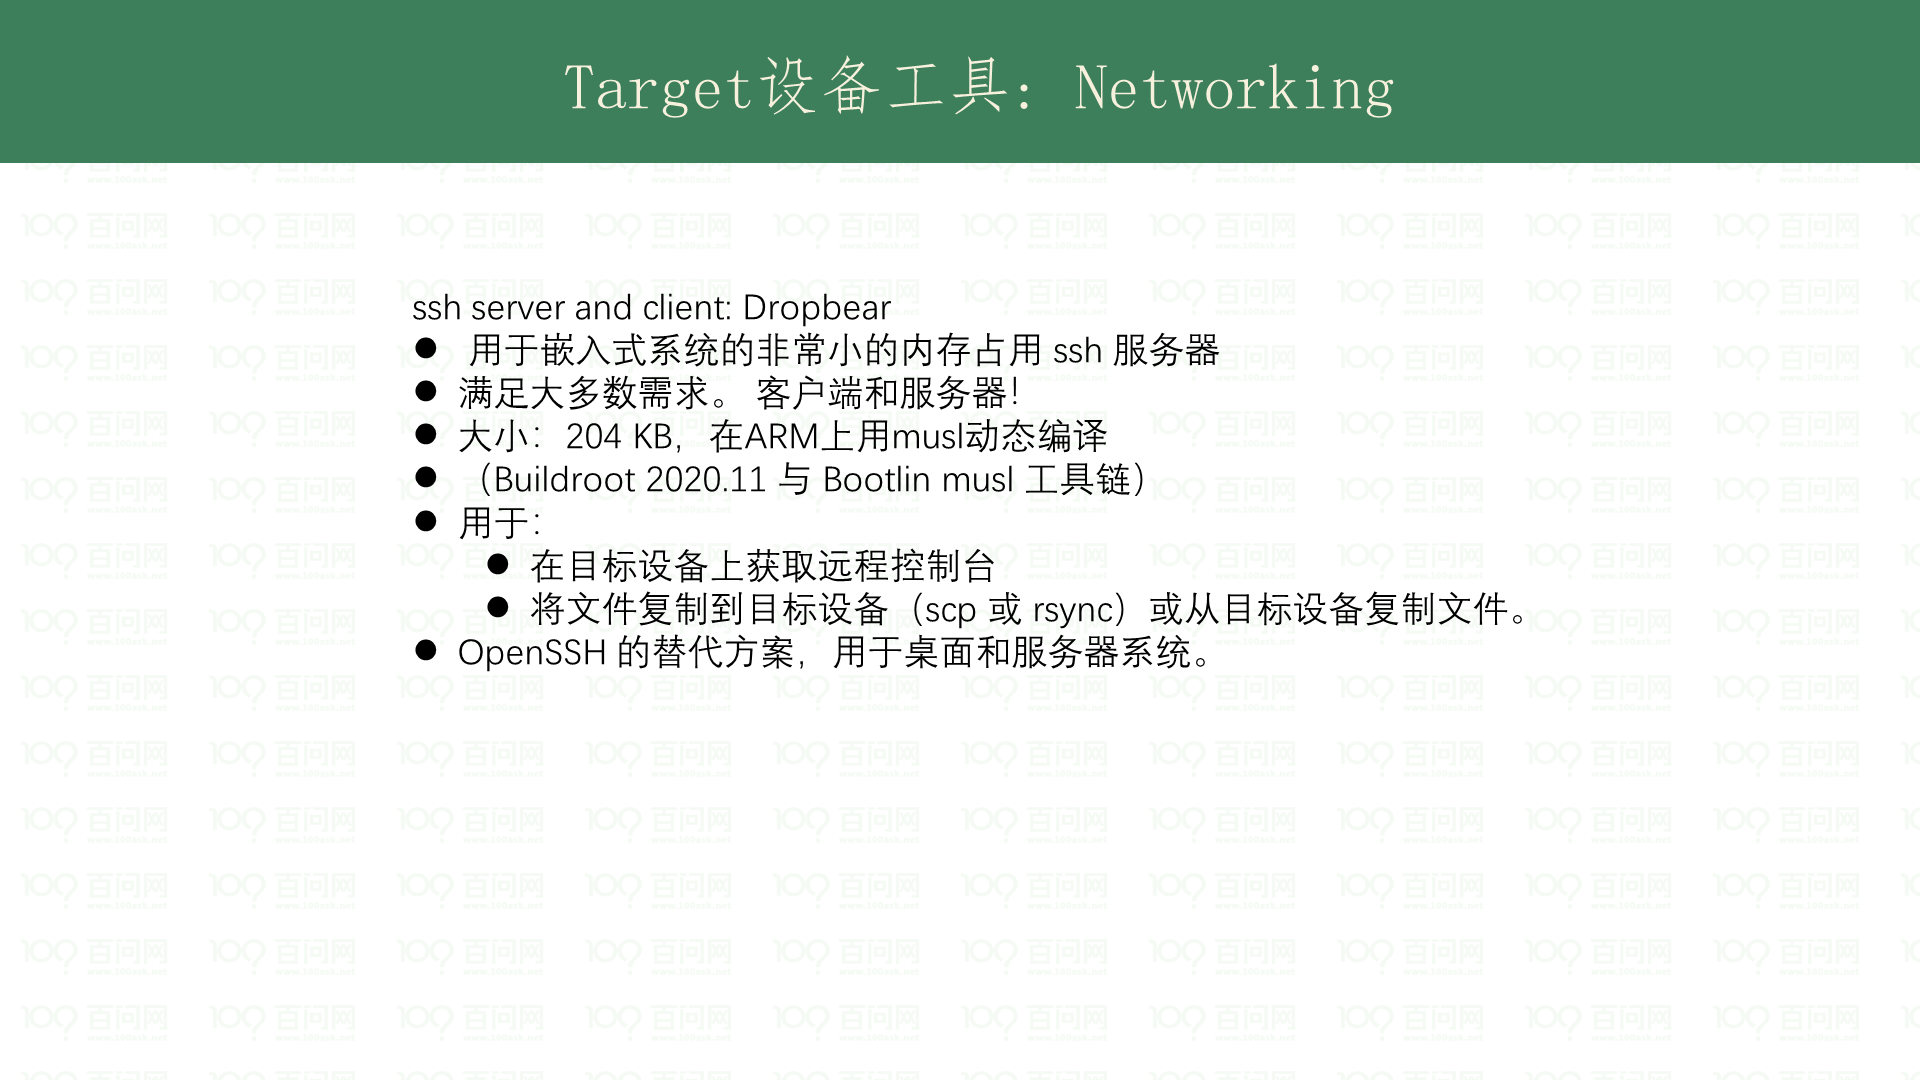 Target设备工具：Networking
ssh server and client: Dropbear
● 用于嵌入式系统的非常小的内存占用 ssh 服务器
● 满足大多数需求。 客户端和服务器！
● 大小：204 KB，在ARM上用musl动态编译
● （Buildroot 2020.11 与 Bootlin musl 工具链）
● 用于：
● 在目标设备上获取远程控制台
● 将文件复制到目标设备（scp 或 rsync）或从目标设备复制文件。
● OpenSSH 的替代方案，用于桌面和服务器系统。